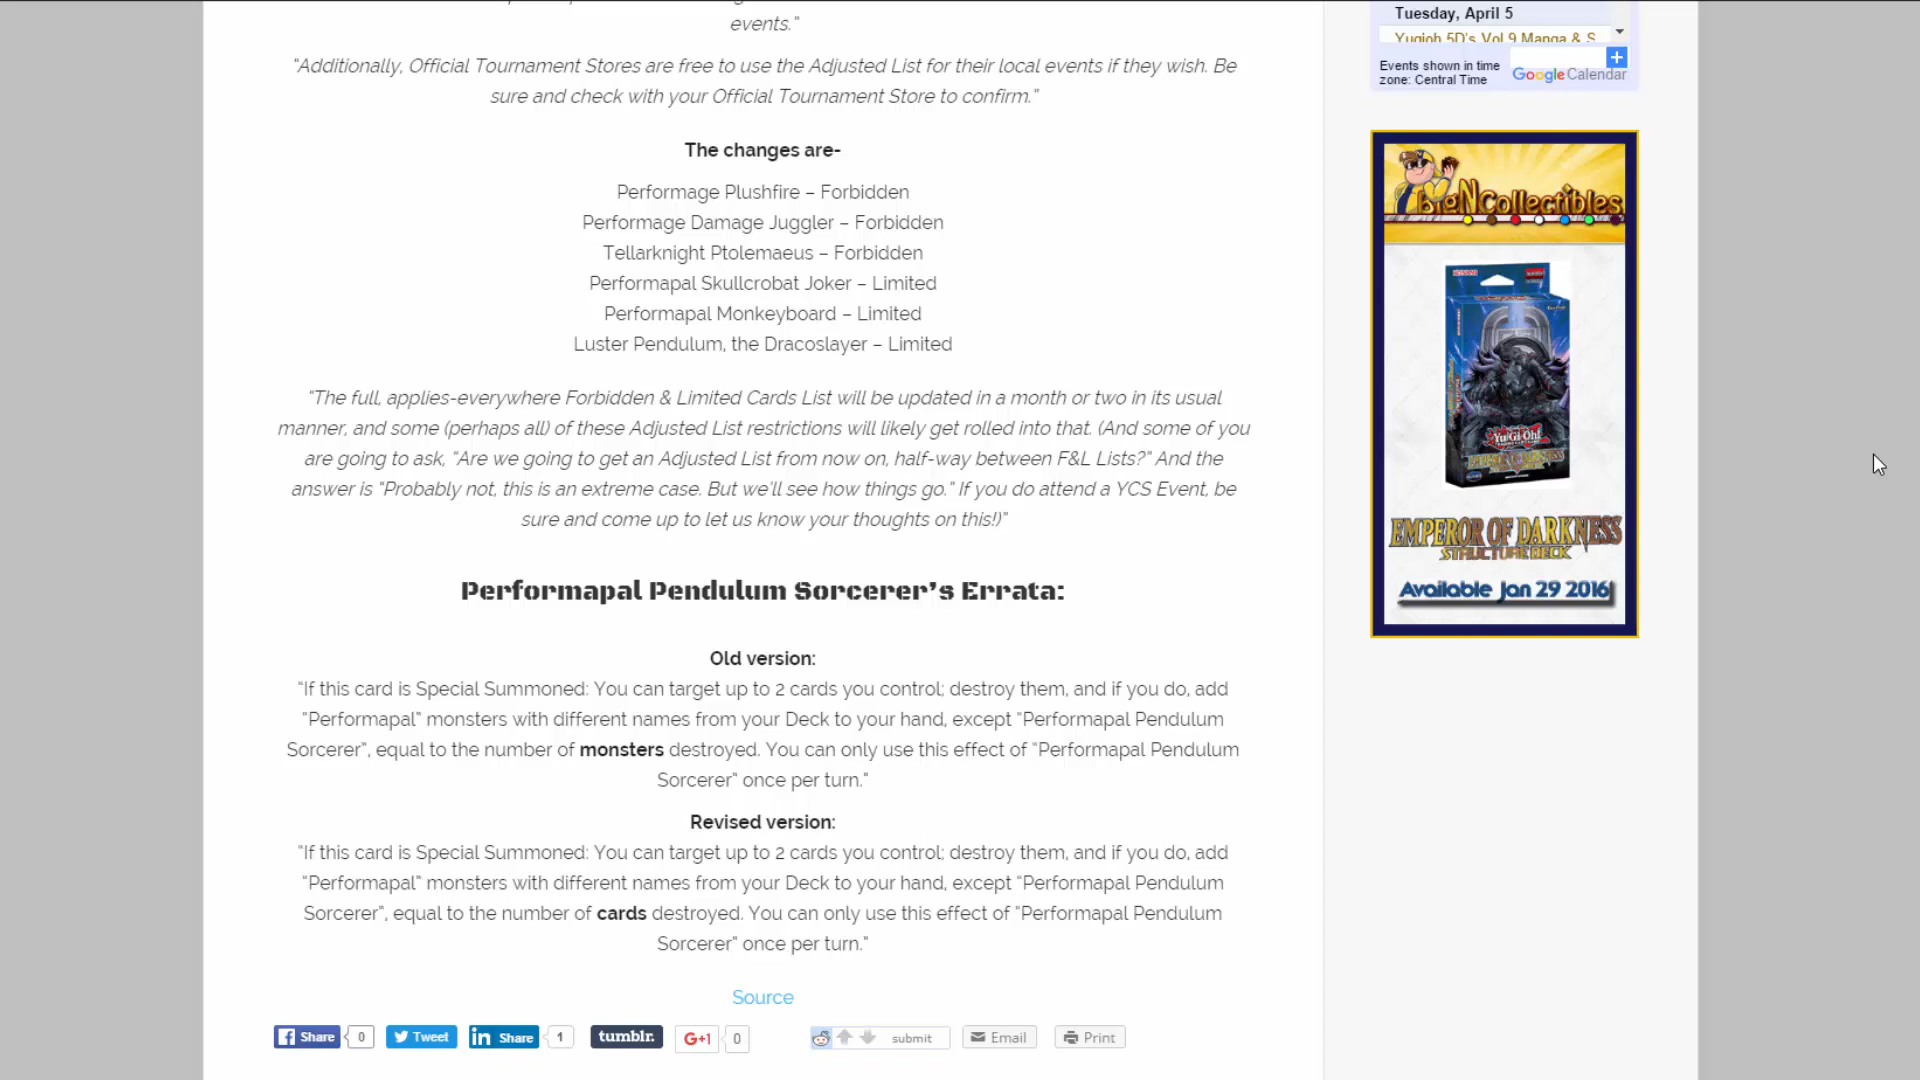 events."
"Additionally, Official Tournament Stores are free to use the Adjusted List for their local events if they wish. Be
sure and check with your Official Tournament Store to confirm."
The changes are-
Performage Plushfire – Forbidden
Performage Damage Juggler – Forbidden
Tellarknight Ptolemaeus – Forbidden
Performapal Skullcrobat Joker – Limited
Performapal Monkeyboard – Limited
Luster Pendulum, the Dracoslayer – Limited
"The full, applies-everywhere Forbidden & Limited Cards List will be updated in a month or two in its usual
manner, and some (perhaps all) of these Adjusted List restrictions will likely get rolled into that. (And some of you
are going to ask, "Are we going to get an Adjusted List from now on, half-way between F&L Lists?" And the
answer is "Probably not, this is an extreme case. But we'll see how things go." If you do attend a YCS Event, be
sure and come up to let us know your thoughts on this!)"
Performapal Pendulum Sorcerer's Errata:
Old version:
"If this card is Special Summoned: You can target up to 2 cards you control; destroy them, and if you do, add
"Performapal" monsters with different names from your Deck to your hand, except "Performapal Pendulum
Sorcerer", equal to the number of monsters destroyed. You can only use this effect of "Performapal Pendulum
Sorcerer" once per turn."
Revised version:
"If this card is Special Summoned: You can target up to 2 cards you control; destroy them, and if you do, add
"Performapal" monsters with different names from your Deck to your hand, except "Performapal Pendulum
Sorcerer", equal to the number of cards destroyed. You can only use this effect of "Performapal Pendulum
Sorcerer" once per turn."
Source
Share 0 Tweet in Share 1 tumblr. G+1 0 submit Email Print
Tuesday, April 5
Yugioh 5D's Vol 9 Manga & S
Events shown in time
zone: Central Time
Google Calendar
BigNCollectibles
KONAMI
Yu-Gi-Oh!
EMPEROR OF DARKNESS
EMPEROR OF DARKNESS
STRUCTURE DECK
Available Jan 29 2016